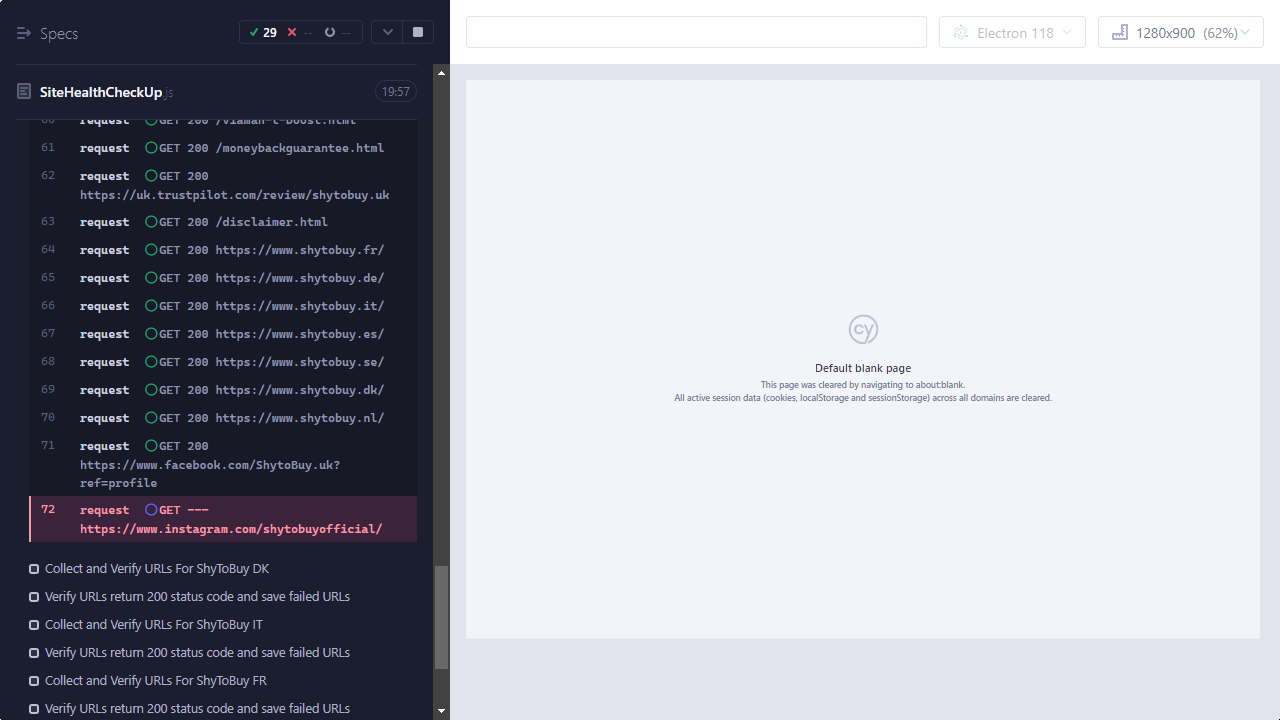 Specs
29
--
--
Electron 118
1280x900 (62%)
SiteHealthCheckUp.js
19:57
60 request GET 200 /viaman-t-boost.html
61 request GET 200 /moneybackguarantee.html
62 request GET 200
https://uk.trustpilot.com/review/shytobuy.uk
63 request GET 200 /disclaimer.html
64 request GET 200 https://www.shytobuy.fr/
65 request GET 200 https://www.shytobuy.de/
66 request GET 200 https://www.shytobuy.it/
67 request GET 200 https://www.shytobuy.es/
68 request GET 200 https://www.shytobuy.se/
69 request GET 200 https://www.shytobuy.dk/
70 request GET 200 https://www.shytobuy.nl/
71 request GET 200
https://www.facebook.com/ShytoBuy.uk?
ref=profile
72 request GET ---
https://www.instagram.com/shytobuyofficial/
Collect and Verify URLs For ShyToBuy DK
Verify URLs return 200 status code and save failed URLs
Collect and Verify URLs For ShyToBuy IT
Verify URLs return 200 status code and save failed URLs
Collect and Verify URLs For ShyToBuy FR
Verify URLs return 200 status code and save failed URLs
cy
Default blank page
This page was cleared by navigating to about:blank.
All active session data (cookies, localStorage and sessionStorage) across all domains are cleared.